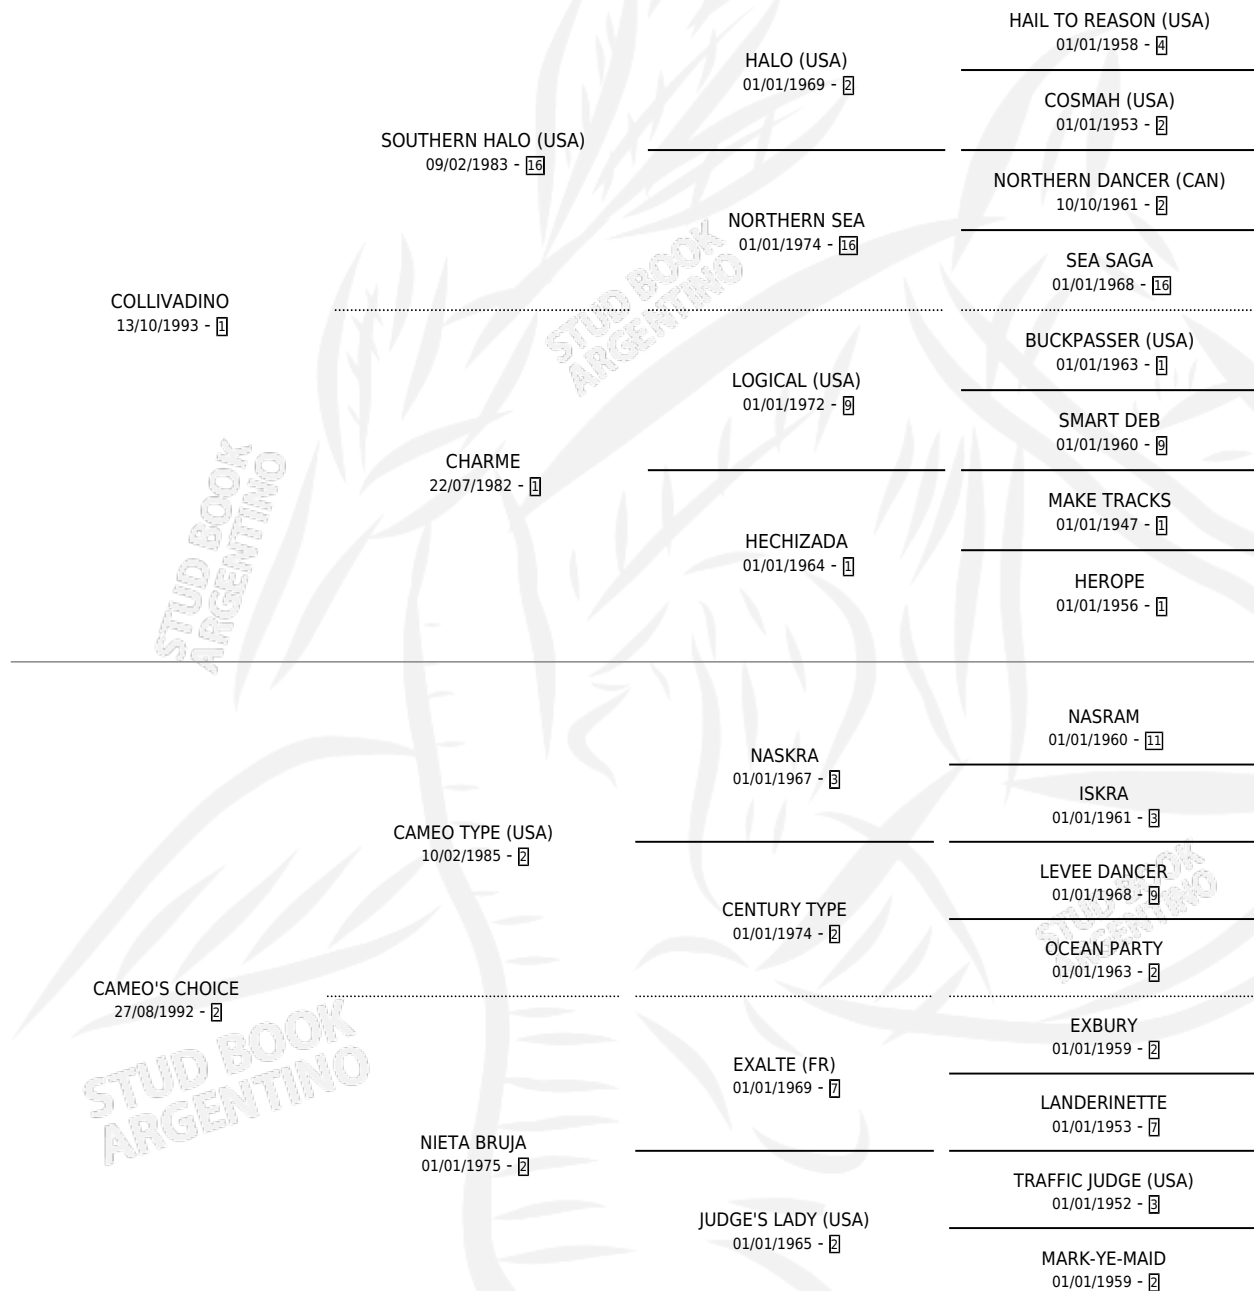 COLLIVADINO
13/10/1993 - 1
SOUTHERN HALO (USA)
09/02/1983 - 16
CHARME
22/07/1982 - 1
HALO (USA)
01/01/1969 - 2
NORTHERN SEA
01/01/1974 - 16
LOGICAL (USA)
01/01/1972 - 9
HECHIZADA
01/01/1964 - 1
HAIL TO REASON (USA)
01/01/1958 - 4
COSMAH (USA)
01/01/1953 - 2
NORTHERN DANCER (CAN)
10/10/1961 - 2
SEA SAGA
01/01/1968 - 16
BUCKPASSER (USA)
01/01/1963 - 1
SMART DEB
01/01/1960 - 9
MAKE TRACKS
01/01/1947 - 1
HEROPE
01/01/1956 - 1
CAMEO'S CHOICE
27/08/1992 - 2
CAMEO TYPE (USA)
10/02/1985 - 2
NIETA BRUJA
01/01/1975 - 2
NASKRA
01/01/1967 - 3
CENTURY TYPE
01/01/1974 - 2
EXALTE (FR)
01/01/1969 - 7
JUDGE'S LADY (USA)
01/01/1965 - 2
NASRAM
01/01/1960 - 11
ISKRA
01/01/1961 - 3
LEVEE DANCER
01/01/1968 - 9
OCEAN PARTY
01/01/1963 - 2
EXBURY
01/01/1959 - 2
LANDERINETTE
01/01/1953 - 7
TRAFFIC JUDGE (USA)
01/01/1952 - 3
MARK-YE-MAID
01/01/1959 - 2
STUD BOOK
ARGENTINO
STUD BOOK
ARGENTINO
STUD BOOK
ARGENTINO
STUD BOOK
ARGENTINO